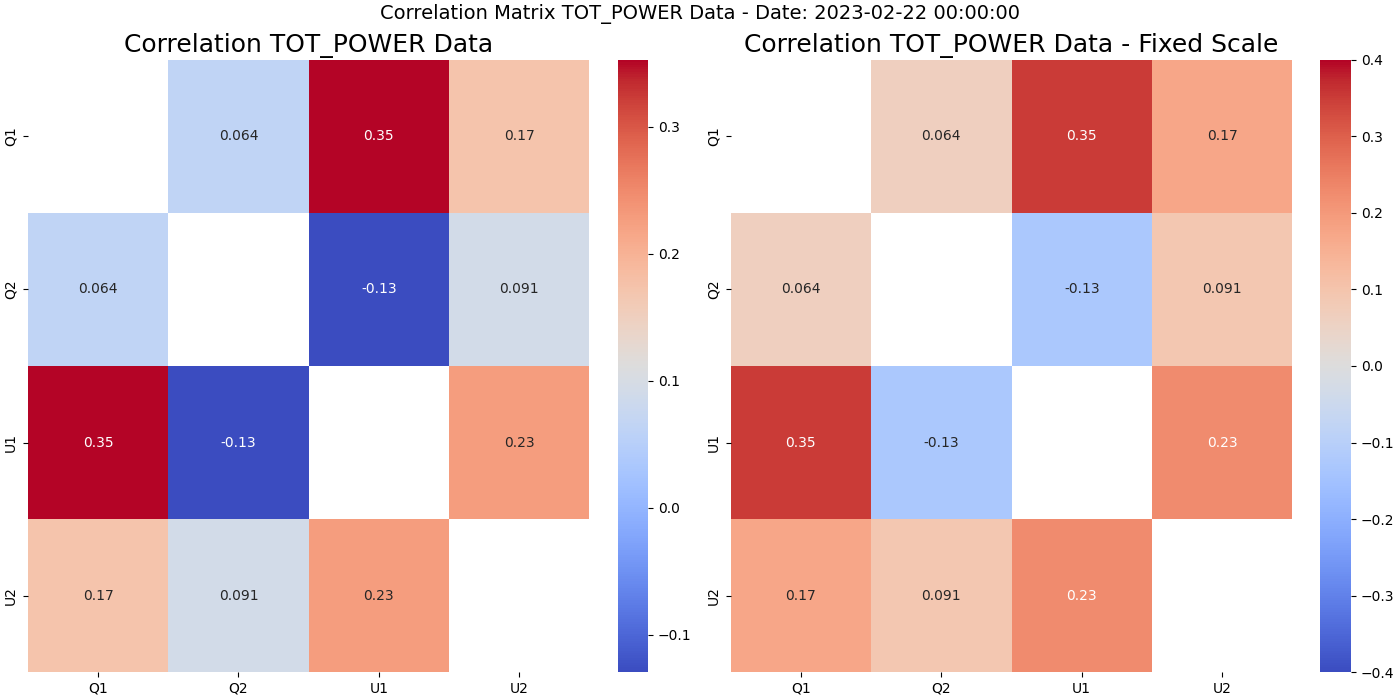 Correlation Matrix TOT_POWER Data - Date: 2023-02-22 00:00:00
Correlation TOT_POWER Data
Q1
0.064
0.35
0.17
Q2
0.064
-0.13
0.091
U1
0.35
-0.13
0.23
U2
0.17
0.091
0.23
Q1
Q2
U1
U2
0.3
0.2
0.1
0.0
−0.1
Correlation TOT_POWER Data - Fixed Scale
Q1
0.064
0.35
0.17
Q2
0.064
-0.13
0.091
U1
0.35
-0.13
0.23
U2
0.17
0.091
0.23
Q1
Q2
U1
U2
0.4
0.3
0.2
0.1
0.0
−0.1
−0.2
−0.3
−0.4